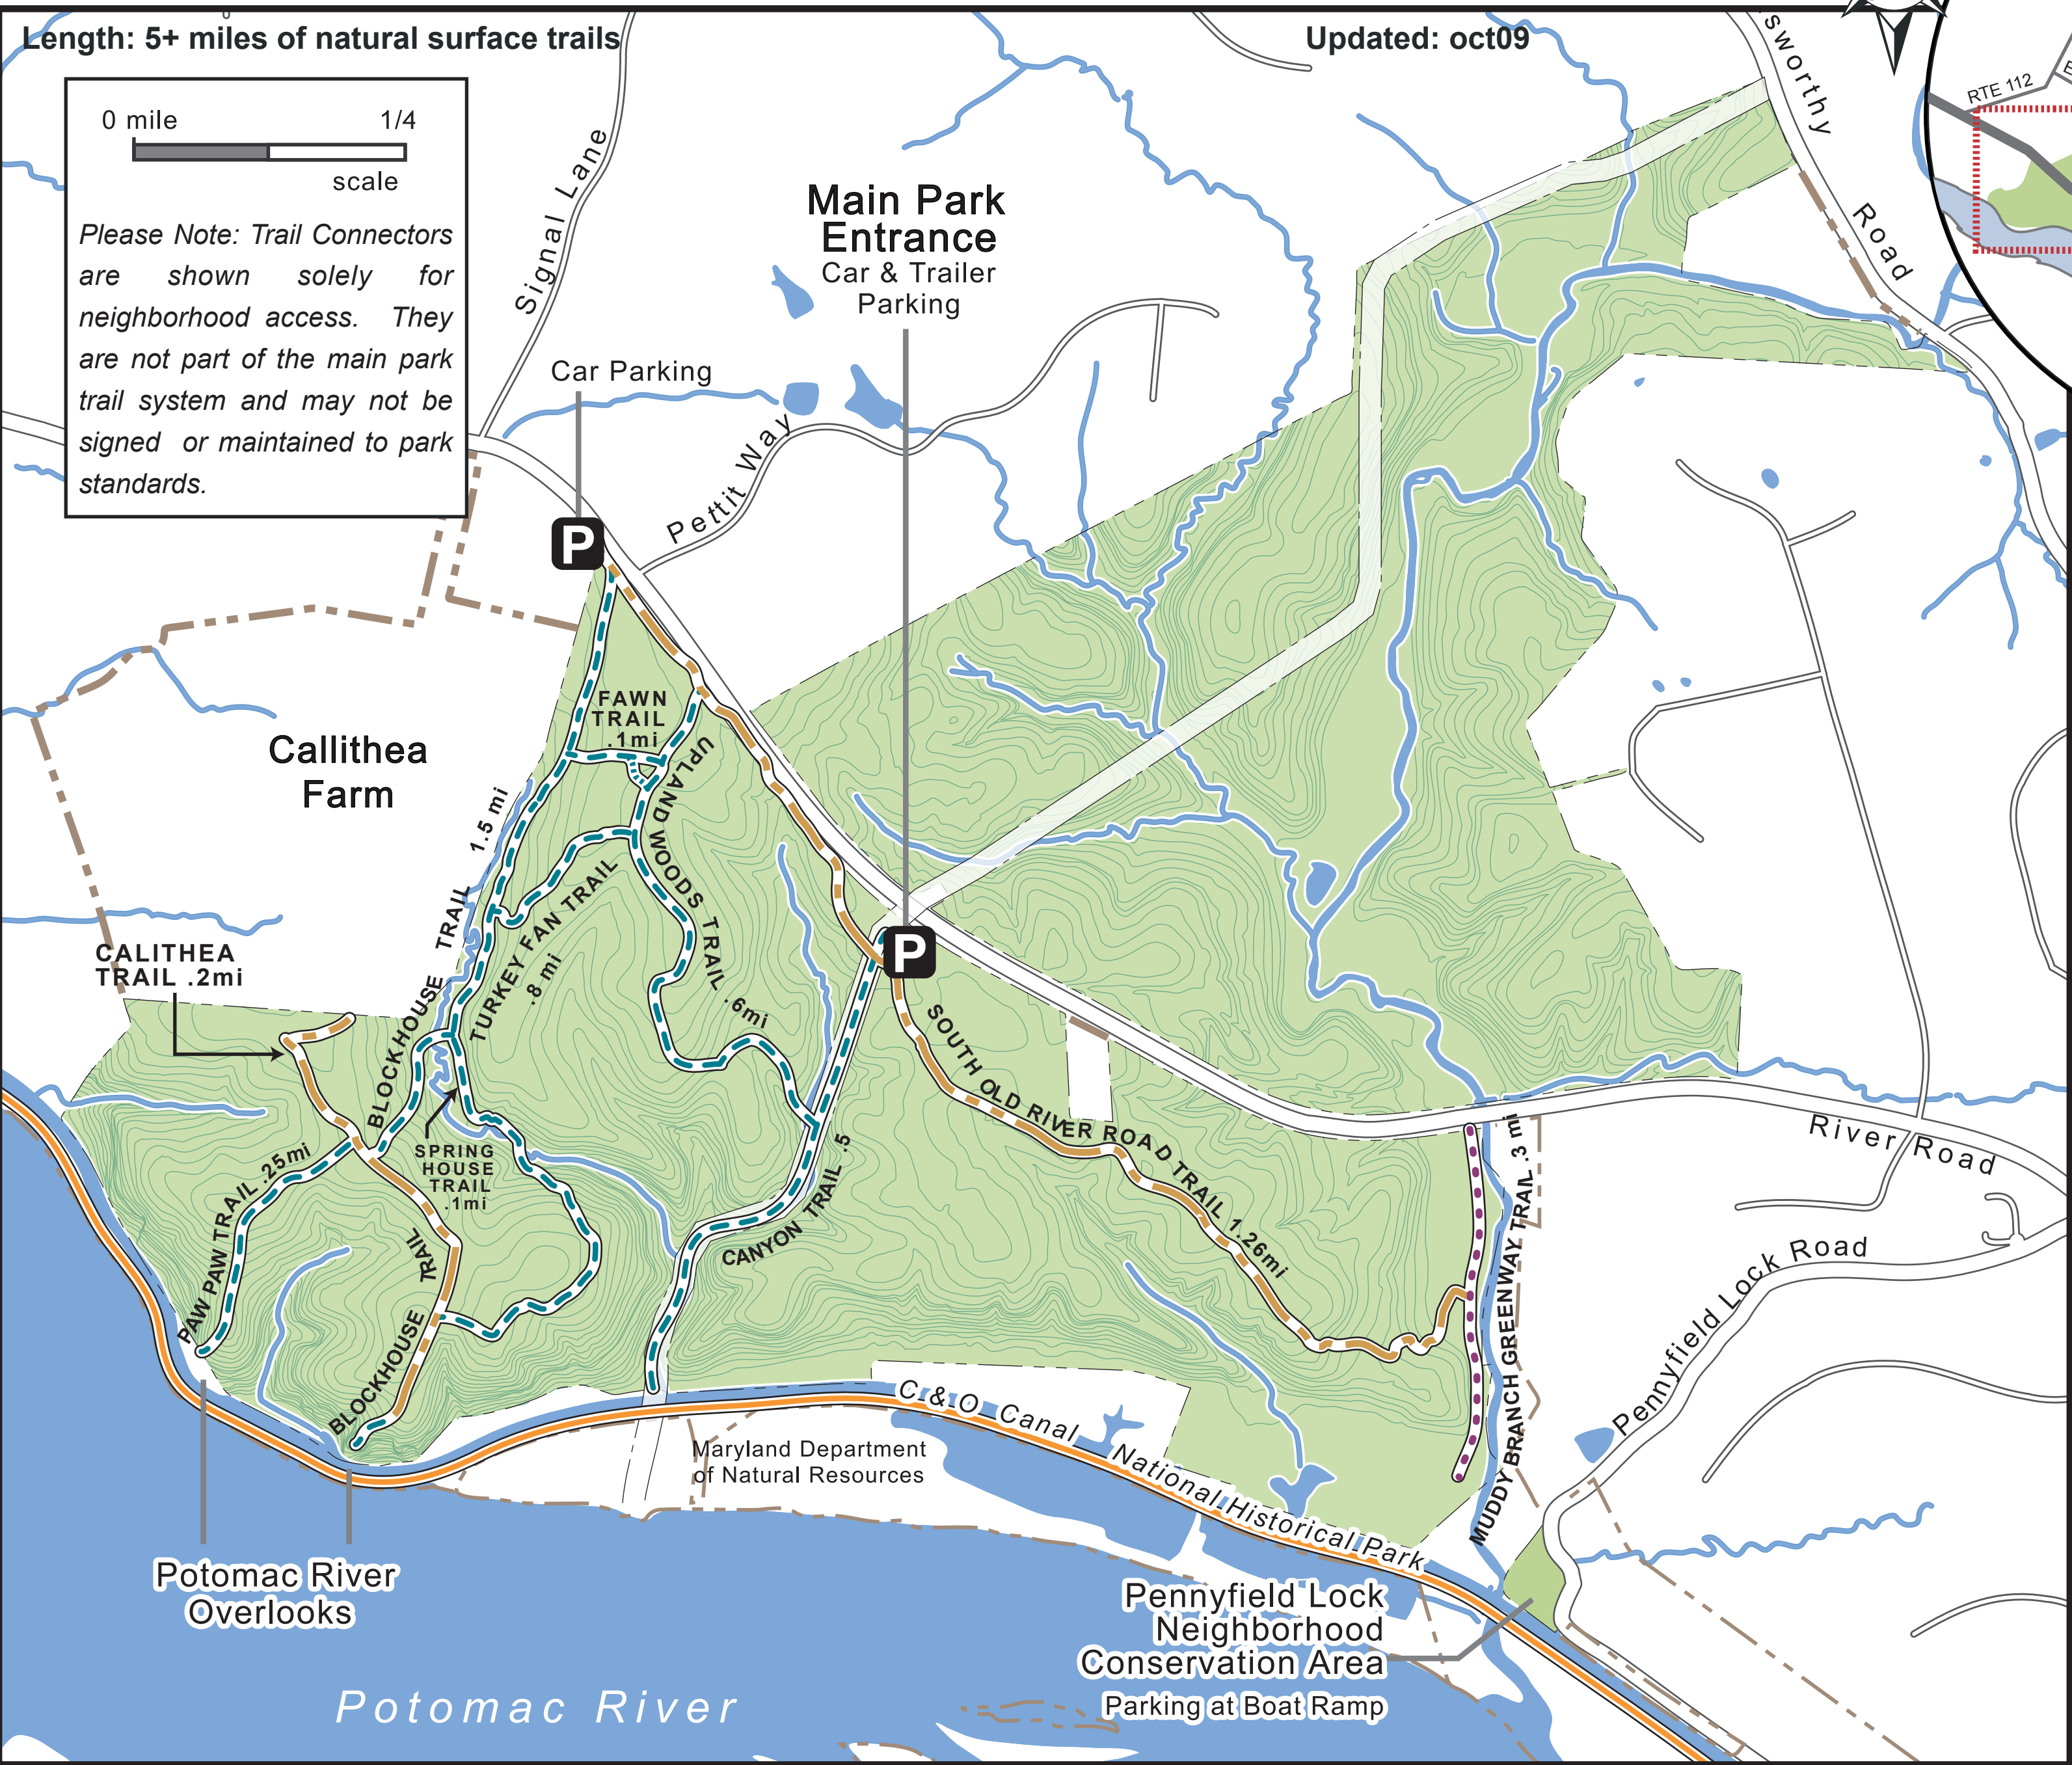 Length: 5+ miles of natural surface trails
Updated: oct09
0 mile 1/4
scale
Please Note: Trail Connectors
are shown solely for
neighborhood access. They
are not part of the main park
trail system and may not be
signed or maintained to park
standards.
Signal Lane
Main Park
Entrance
Car & Trailer
Parking
Car Parking
P
Pettit Way
sworthy
Road
RTE 112
Callithea
Farm
FAWN
TRAIL
.1mi
UPLAND WOODS TRAIL .6mi
1.5 mi
BLOCKHOUSE TRAIL
TURKEY FAN TRAIL
.8 mi
P
CALITHEA
TRAIL .2mi
SPRING
HOUSE
TRAIL
.1mi
PAW PAW TRAIL .25mi
BLOCKHOUSE TRAIL
CANYON TRAIL .5
SOUTH OLD RIVER ROAD TRAIL 1.26mi
MUDDY BRANCH GREENWAY TRAIL .3 mi
River Road
Pennyfield Lock Road
C & O Canal National Historical Park
Maryland Department
of Natural Resources
Potomac River
Overlooks
Pennyfield Lock
Neighborhood
Conservation Area
Parking at Boat Ramp
Potomac River